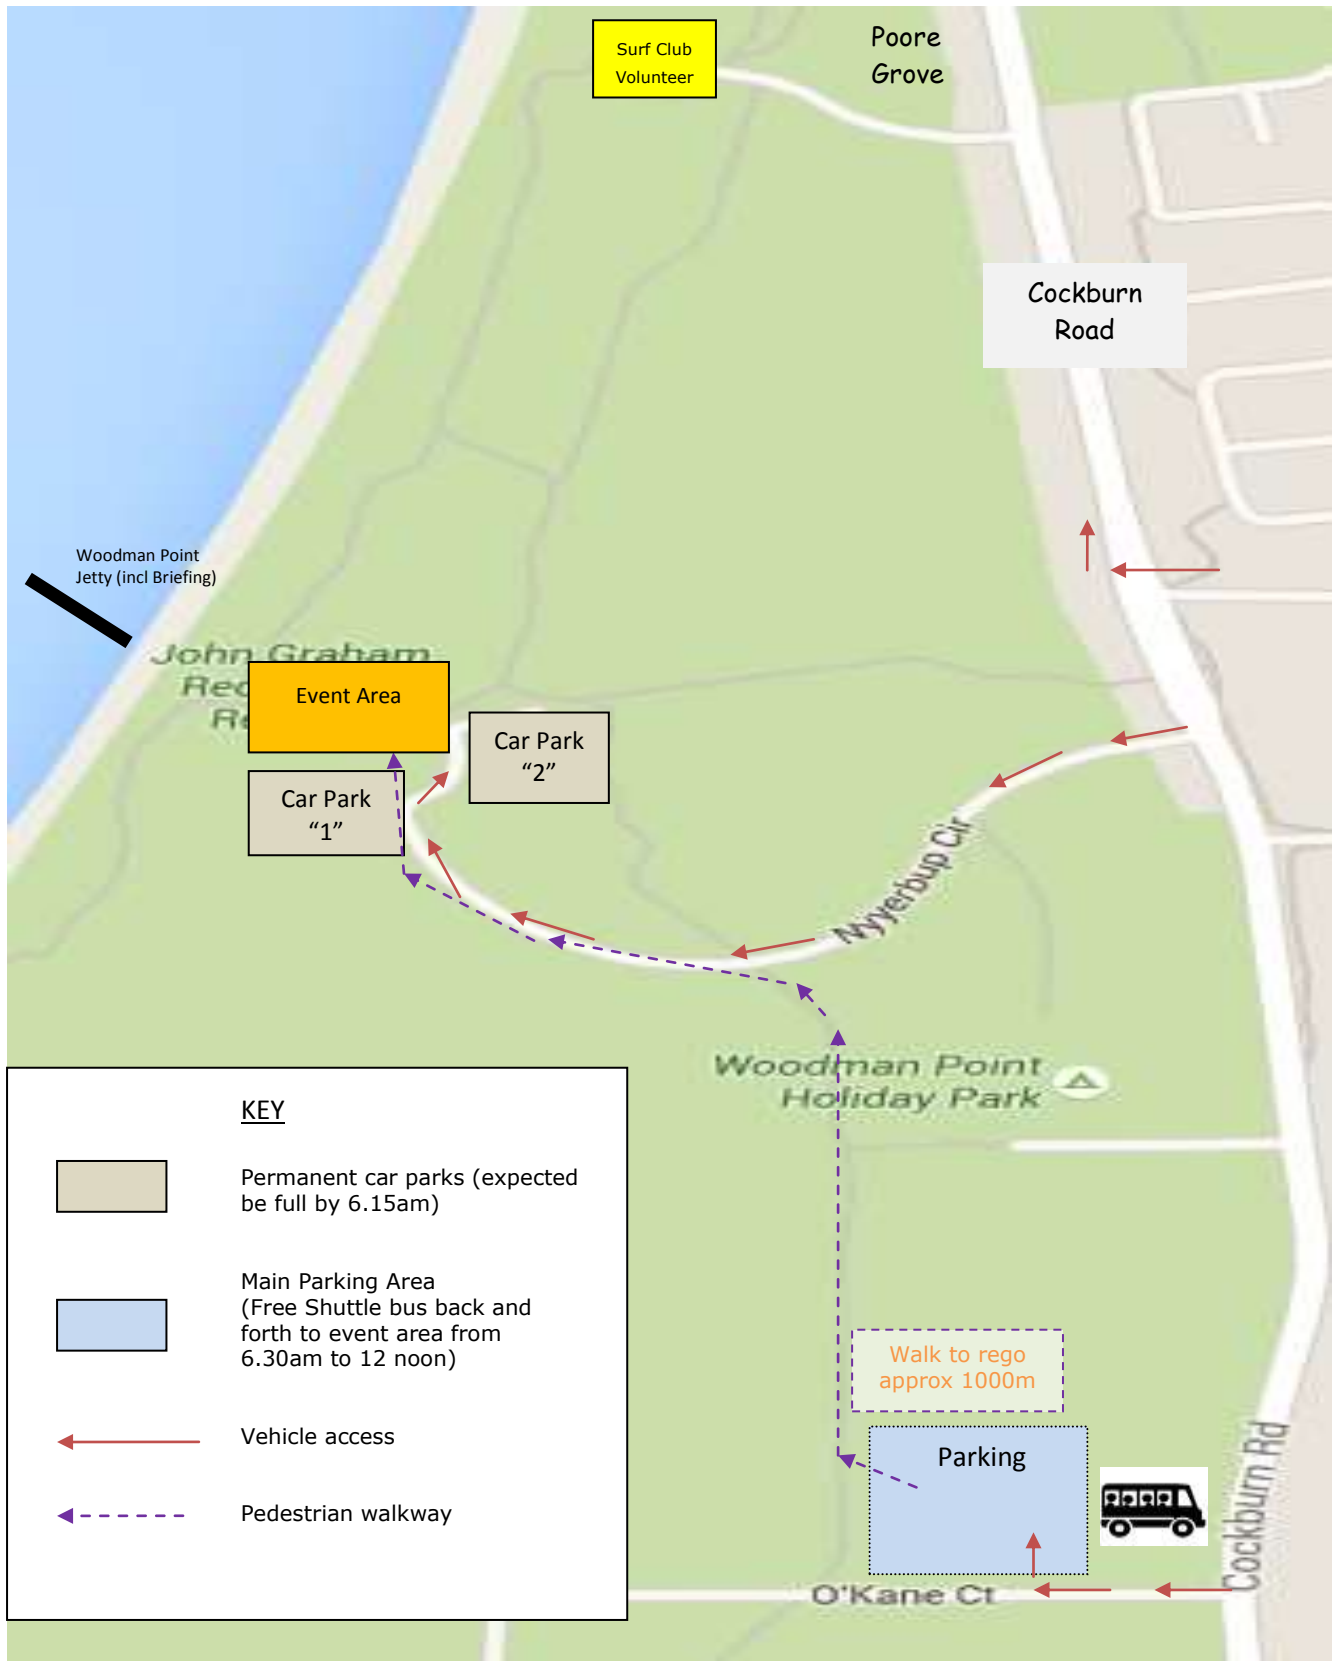 Surf Club
Volunteer
Poore
Grove
Cockburn
Road
Woodman Point
Jetty (incl Briefing)
John Graham
Rec
Re
Event Area
Car Park
“2”
Car Park
“1”
Nyyerbup Cir
Woodman Point
Holiday Park
KEY
Permanent car parks (expected
be full by 6.15am)
Main Parking Area
(Free Shuttle bus back and
forth to event area from
6.30am to 12 noon)
Vehicle access
Pedestrian walkway
Walk to rego
approx 1000m
Parking
Cockburn Rd
O'Kane Ct